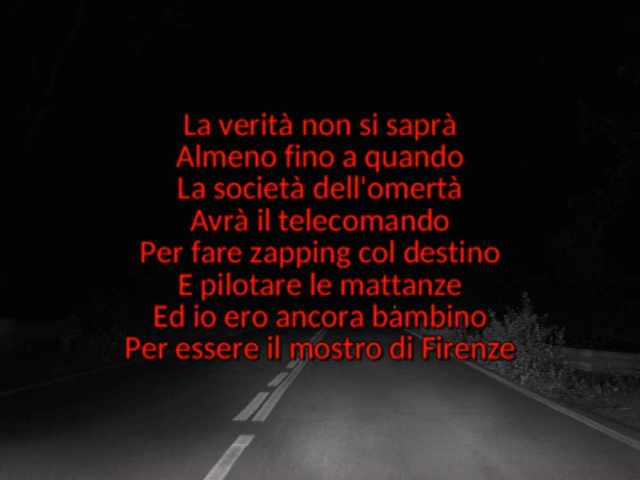 La verità non si saprà
Almeno fino a quando
La società dell'omertà
Avrà il telecomando
Per fare zapping col destino
E pilotare le mattanze
Ed io ero ancora bambino
Per essere il mostro di Firenze